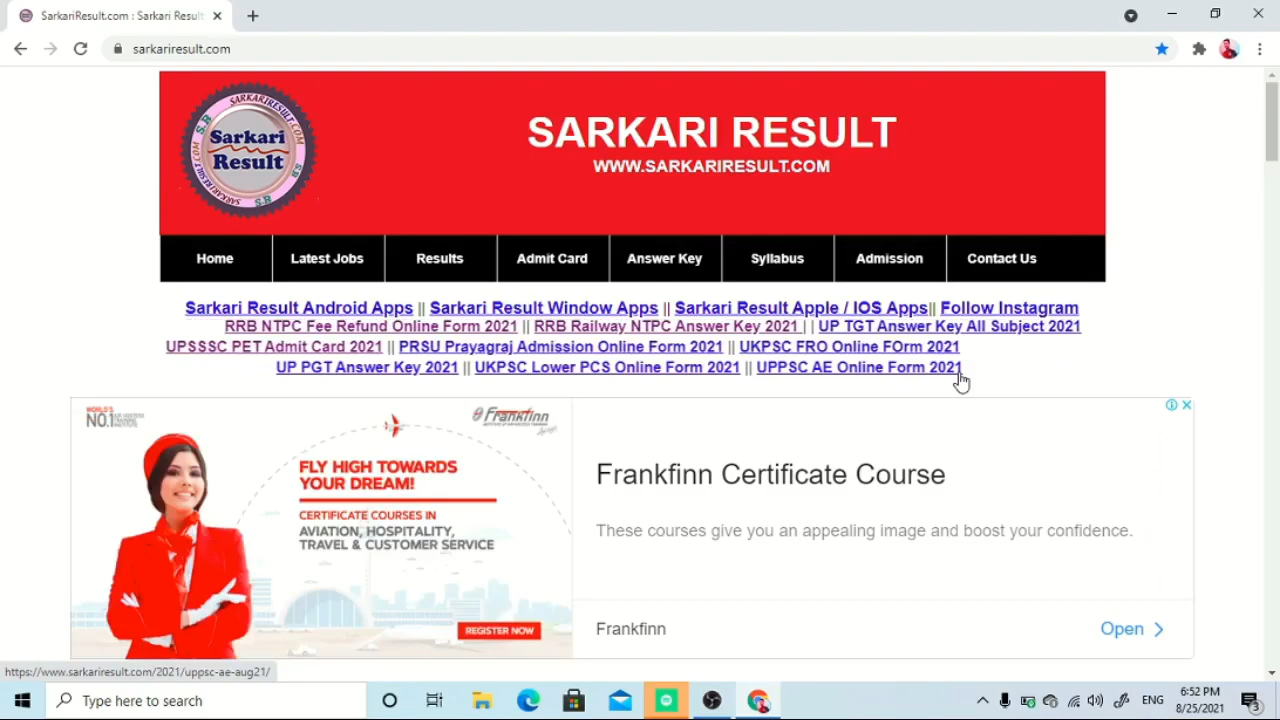 SarkariResult.com : Sarkari Result
sarkariresult.com
SARKARIRESULT.COM
Sarkari
Result
S.R
SARKARI RESULT
WWW.SARKARIRESULT.COM
Home Latest Jobs Results Admit Card Answer Key Syllabus Admission Contact Us
Sarkari Result Android Apps || Sarkari Result Window Apps || Sarkari Result Apple / IOS Apps|| Follow Instagram
RRB NTPC Fee Refund Online Form 2021 || RRB Railway NTPC Answer Key 2021 | | UP TGT Answer Key All Subject 2021
UPSSSC PET Admit Card 2021 || PRSU Prayagraj Admission Online Form 2021 || UKPSC FRO Online FOrm 2021
UP PGT Answer Key 2021 || UKPSC Lower PCS Online Form 2021 || UPPSC AE Online Form 2021
WORLD'S
NO.1
Frankfinn
FLY HIGH TOWARDS
YOUR DREAM!
CERTIFICATE COURSES IN
AVIATION, HOSPITALITY,
TRAVEL & CUSTOMER SERVICE
REGISTER NOW
Frankfinn Certificate Course
These courses give you an appealing image and boost your confidence.
Frankfinn
Open
https://www.sarkariresult.com/2021/uppsc-ae-aug21/
Type here to search
ENG
6:52 PM
8/25/2021
3